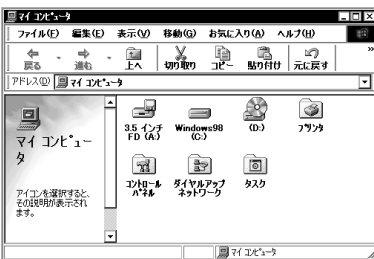 マイ コンピュータ
ファイル(F) 編集(E) 表示(V) 移動(G) お気に入り(A) ヘルプ(H)
戻る 進む 上へ 切り取り コピー 貼り付け 元に戻す »
アドレス(D) マイ コンピュータ
マイ コンピュー
タ
アイコンを選択すると、
その説明が表示され
ます。
3.5 インチ
FD (A:)
Windows98
(C:)
(D:)
プリンタ
コントロール
パネル
ダイヤルアップ
ネットワーク
タスク
マイ コンピュータ